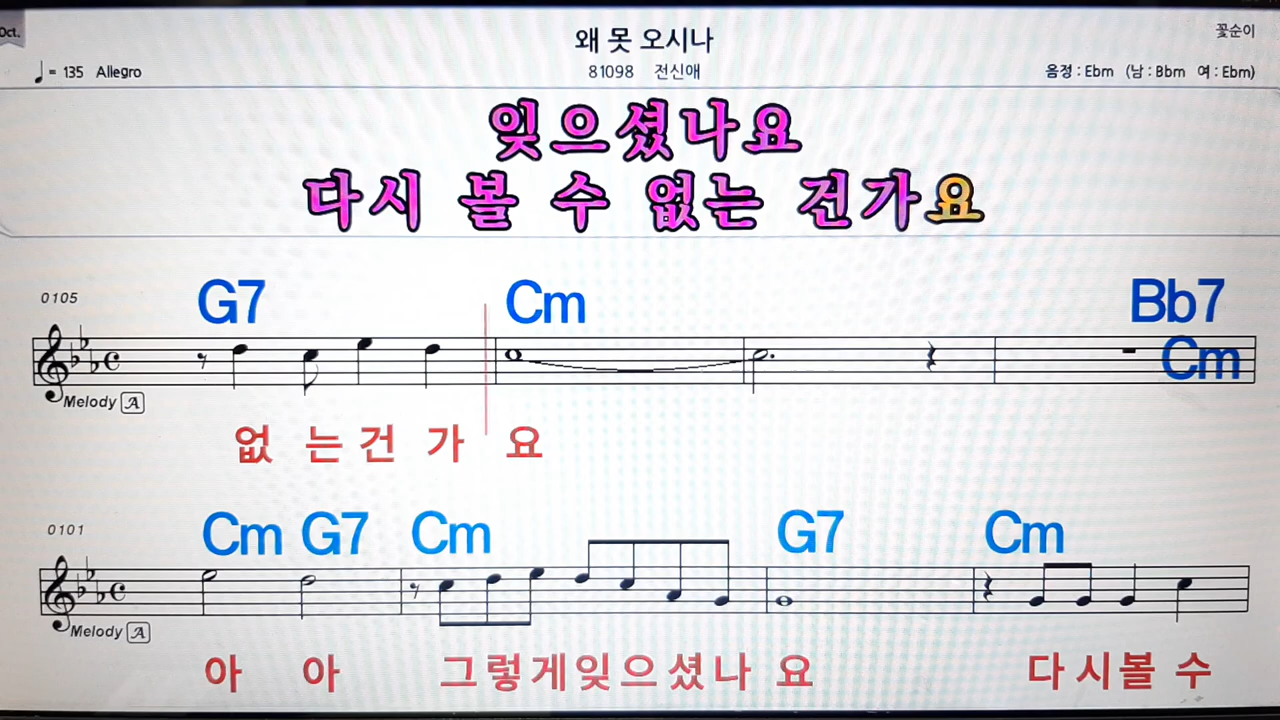 Oct.
왜 못 오시나
꽃순이
♩= 135 Allegro
81098 전신애
음정 : Ebm (남 : Bbm 여 : Ebm)
잊으셨나요
다시 볼 수 없는 건가요
0105
G7 Cm Bb7
Cm
Melody A
없 는 건 가 요
0101
Cm G7 Cm G7 Cm
Melody A
아 아 그렇게잊으셨나 요 다시볼 수